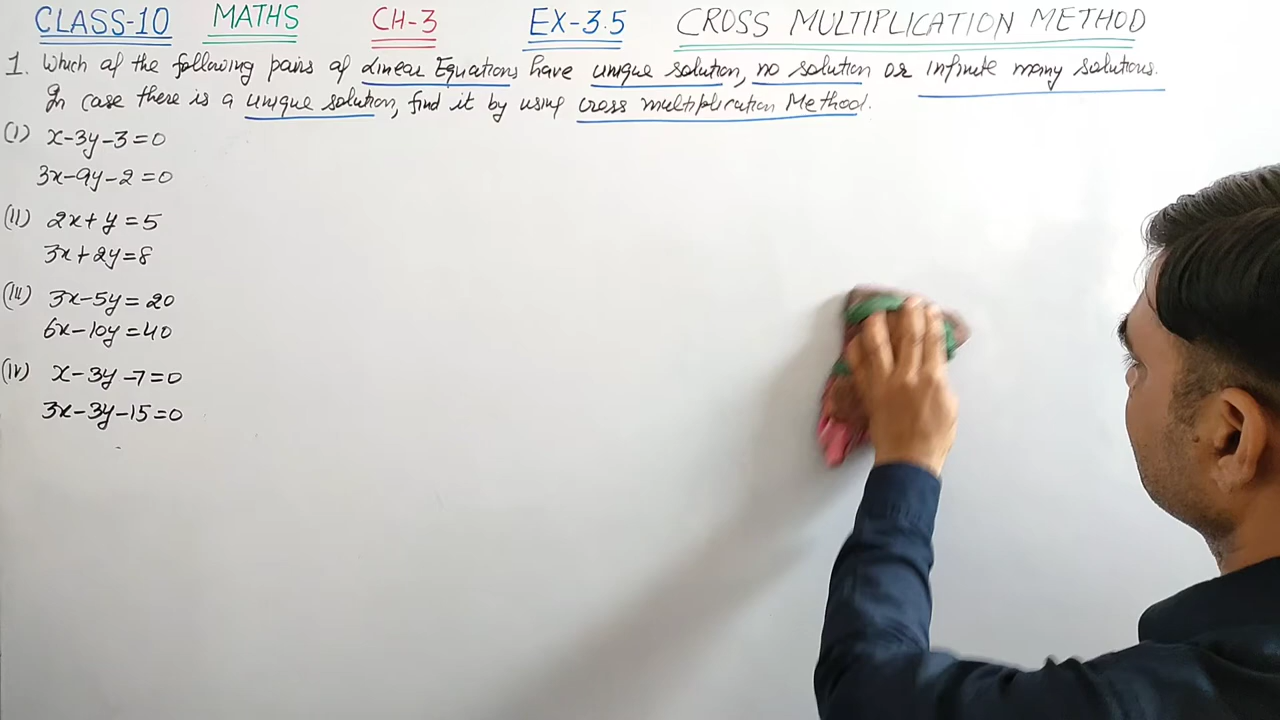 CLASS-10 MATHS CH-3 EX-3.5 CROSS MULTIPLICATION METHOD
1. Which of the following pairs of Linear Equations have unique solution, no solution or infinite many solutions.
In case there is a unique solution, find it by using cross multiplication Method.
(I) x-3y-3=0
3x-9y-2=0
(II) 2x+y=5
3x+2y=8
(III) 3x-5y=20
6x-10y=40
(IV) x-3y-7=0
3x-3y-15=0